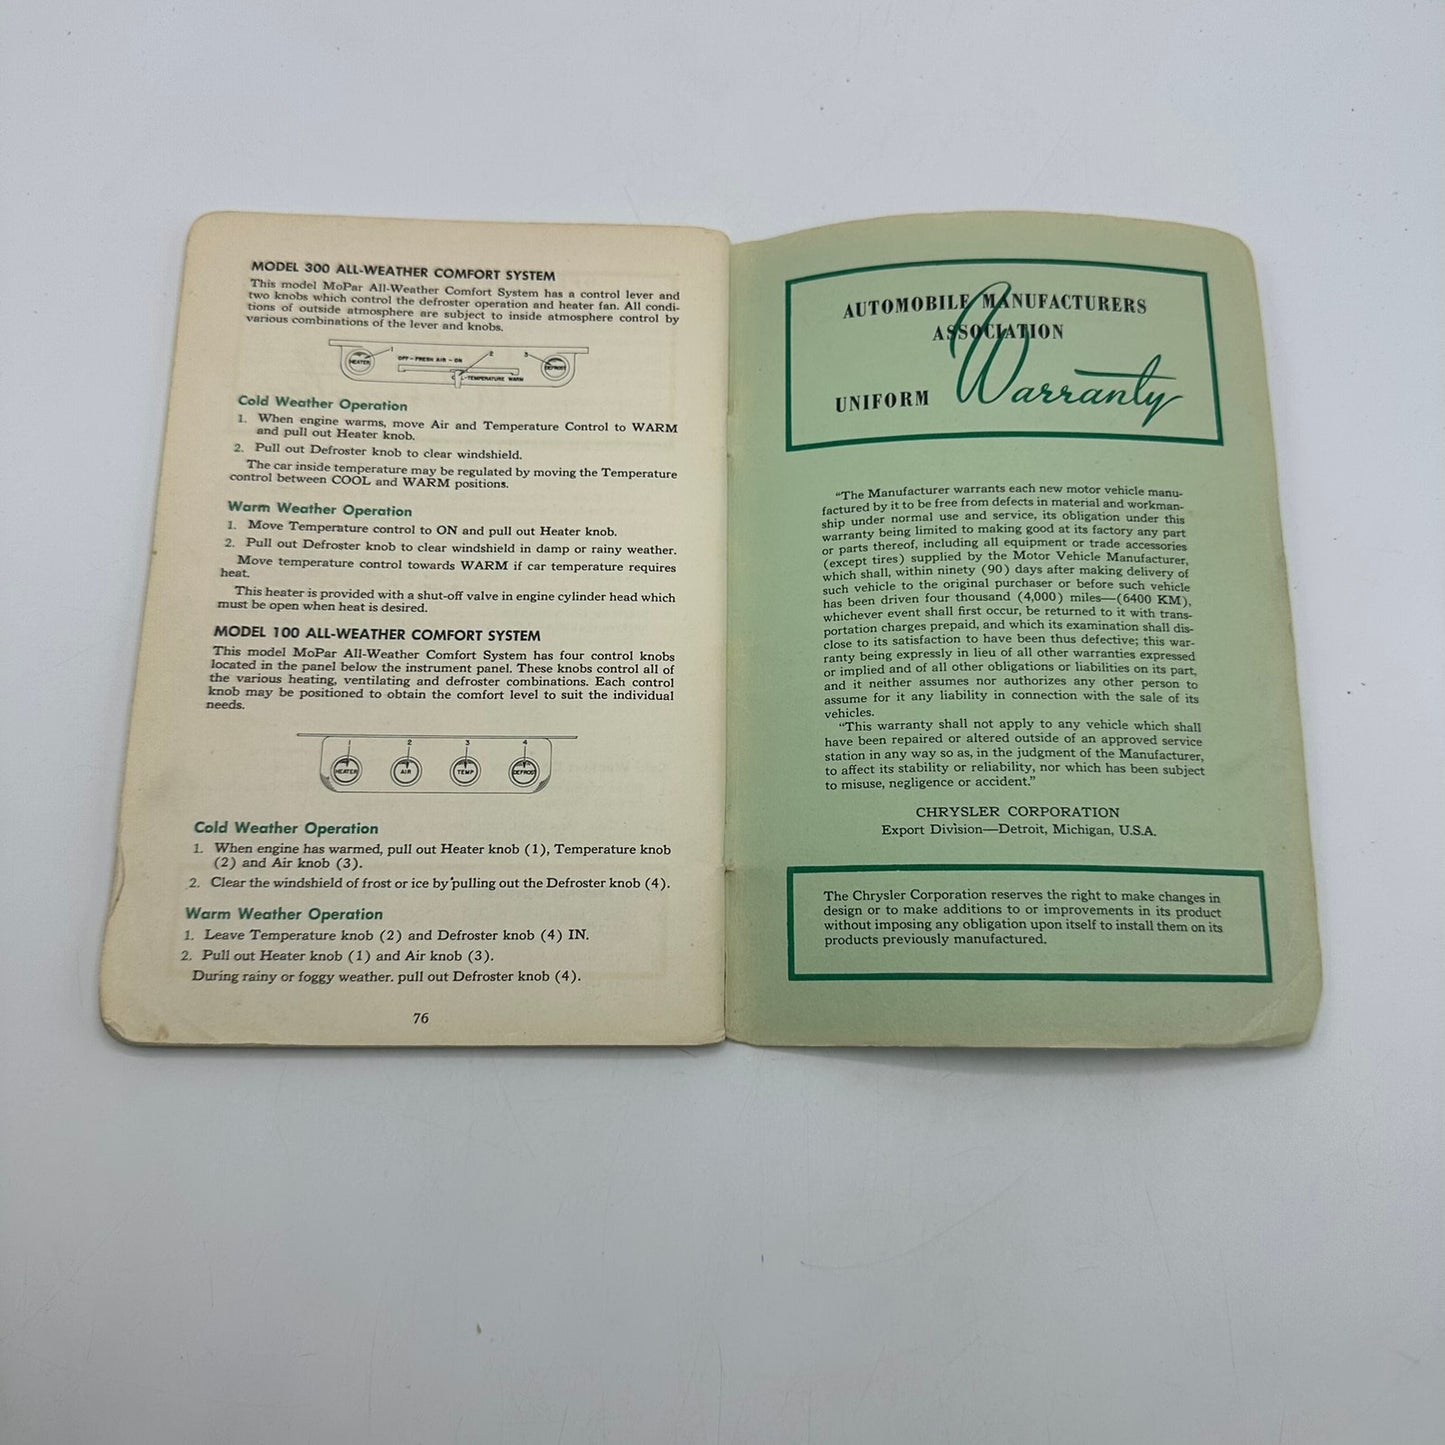 MODEL 300 ALL-WEATHER COMFORT SYSTEM
This model MoPar All-Weather Comfort System has a control lever and
two knobs which control the defroster operation and heater fan. All condi-
tions of outside atmosphere are subject to inside atmosphere control by
various combinations of the lever and knobs.
1
2
3
HEATER
OFF-FRESH AIR-ON
DEFROST
-TEMPERATURE WARM
Cold Weather Operation
1. When engine warms, move Air and Temperature Control to WARM
and pull out Heater knob.
2. Pull out Defroster knob to clear windshield.
The car inside temperature may be regulated by moving the Temperature
control between COOL and WARM positions.
Warm Weather Operation
1. Move Temperature control to ON and pull out Heater knob.
2. Pull out Defroster knob to clear windshield in damp or rainy weather.
Move temperature control towards WARM if car temperature requires
heat.
This heater is provided with a shut-off valve in engine cylinder head which
must be open when heat is desired.
MODEL 100 ALL-WEATHER COMFORT SYSTEM
This model MoPar All-Weather Comfort System has four control knobs
located in the panel below the instrument panel. These knobs control all of
the various heating, ventilating and defroster combinations. Each control
knob may be positioned to obtain the comfort level to suit the individual
needs.
1 2 3 4
HEATER AIR TEMP DEFROST
Cold Weather Operation
1. When engine has warmed, pull out Heater knob (1), Temperature knob
(2) and Air knob (3).
2. Clear the windshield of frost or ice by pulling out the Defroster knob (4).
Warm Weather Operation
1. Leave Temperature knob (2) and Defroster knob (4) IN.
2. Pull out Heater knob (1) and Air knob (3).
During rainy or foggy weather. pull out Defroster knob (4).
76
AUTOMOBILE MANUFACTURERS
ASSOCIATION
UNIFORM Warranty
"The Manufacturer warrants each new motor vehicle manu-
factured by it to be free from defects in material and workman-
ship under normal use and service, its obligation under this
warranty being limited to making good at its factory any part
or parts thereof, including all equipment or trade accessories
(except tires) supplied by the Motor Vehicle Manufacturer,
which shall, within ninety (90) days after making delivery of
such vehicle to the original purchaser or before such vehicle
has been driven four thousand (4,000) miles—(6400 KM),
whichever event shall first occur, be returned to it with trans-
portation charges prepaid, and which its examination shall dis-
close to its satisfaction to have been thus defective; this war-
ranty being expressly in lieu of all other warranties expressed
or implied and of all other obligations or liabilities on its part,
and it neither assumes nor authorizes any other person to
assume for it any liability in connection with the sale of its
vehicles.
"This warranty shall not apply to any vehicle which shall
have been repaired or altered outside of an approved service
station in any way so as, in the judgment of the Manufacturer,
to affect its stability or reliability, nor which has been subject
to misuse, negligence or accident."
CHRYSLER CORPORATION
Export Division—Detroit, Michigan, U.S.A.
The Chrysler Corporation reserves the right to make changes in
design or to make additions to or improvements in its product
without imposing any obligation upon itself to install them on its
products previously manufactured.